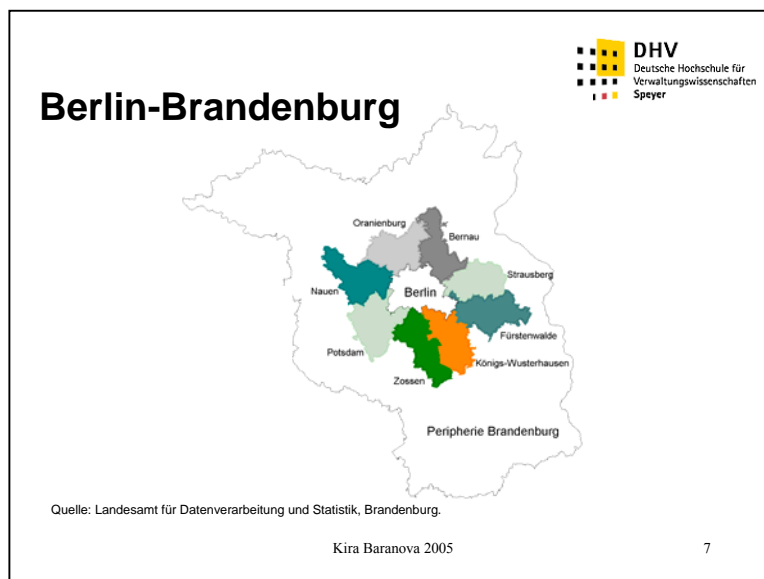 DHV
Deutsche Hochschule für
Verwaltungswissenschaften
Speyer
Berlin-Brandenburg
Oranienburg
Bernau
Strausberg
Nauen
Berlin
Fürstenwalde
Potsdam
Königs-Wusterhausen
Zossen
Peripherie Brandenburg
Quelle: Landesamt für Datenverarbeitung und Statistik, Brandenburg.
Kira Baranova 2005
7